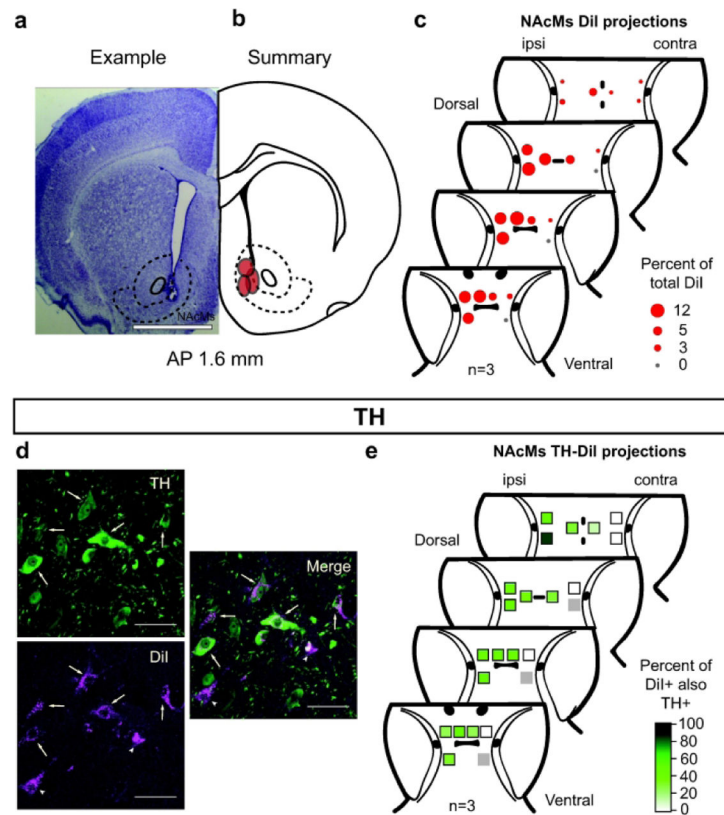 a
b
c
NAcMs DiI projections
Example
Summary
ipsi
contra
Dorsal
NAcMs
AP 1.6 mm
Percent of
total DiI
12
5
3
0
n=3
Ventral
TH
d
e
NAcMs TH-DiI projections
TH
ipsi
contra
Dorsal
Merge
DiI
Percent of
DiI+ also
TH+
100
80
60
40
20
0
n=3
Ventral